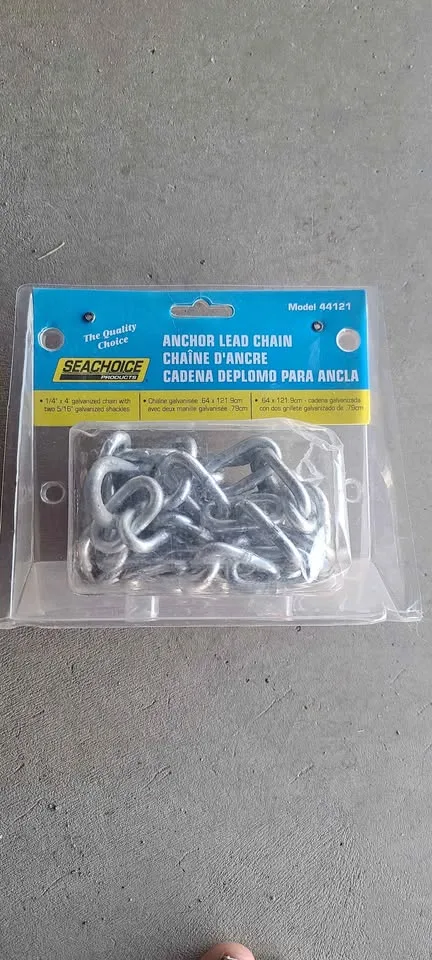 Model 44121
The Quality
Choice
ANCHOR LEAD CHAIN
CHAÎNE D'ANCRE
CADENA DEPLOMO PARA ANCLA
SEACHOICE
PRODUCTS
• 1/4" x 4' galvanized chain with
two 5/16" galvanized shackles
• Chaîne galvanisée .64 x 121.9cm
avec deux manille galvanisée .79cm
• .64 x 121.9cm - cadena galvanizada
con dos grillete galvanizado de .79cm